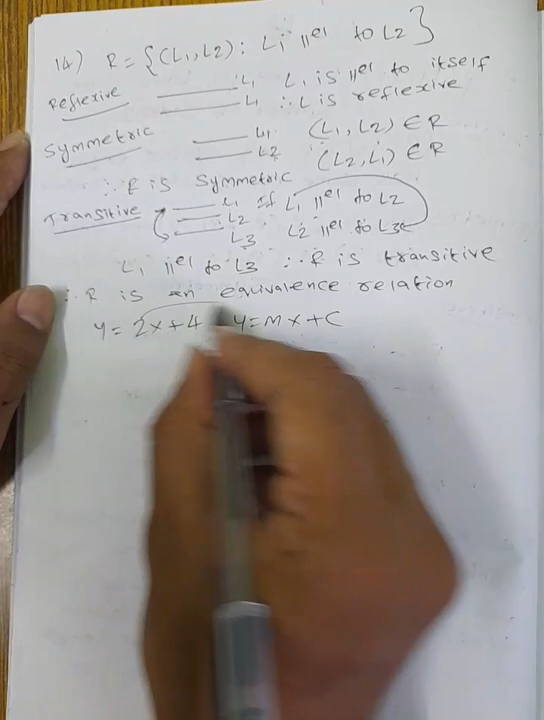 14) R = {(L1, L2) : L1 ||el to L2}
Reflexive L1 L1 is ||el to itself
L1 ∴ L is reflexive
Symmetric L1 (L1, L2) ∈ R
L2 (L2, L1) ∈ R
∴ R is symmetric
Transitive L1 if L1 ||el to L2
L2
L3 L2 ||el to L3
L1 ||el to L3 ∴ R is transitive
∴ R is an equivalence relation
y = 2x + 4 y = mx + c